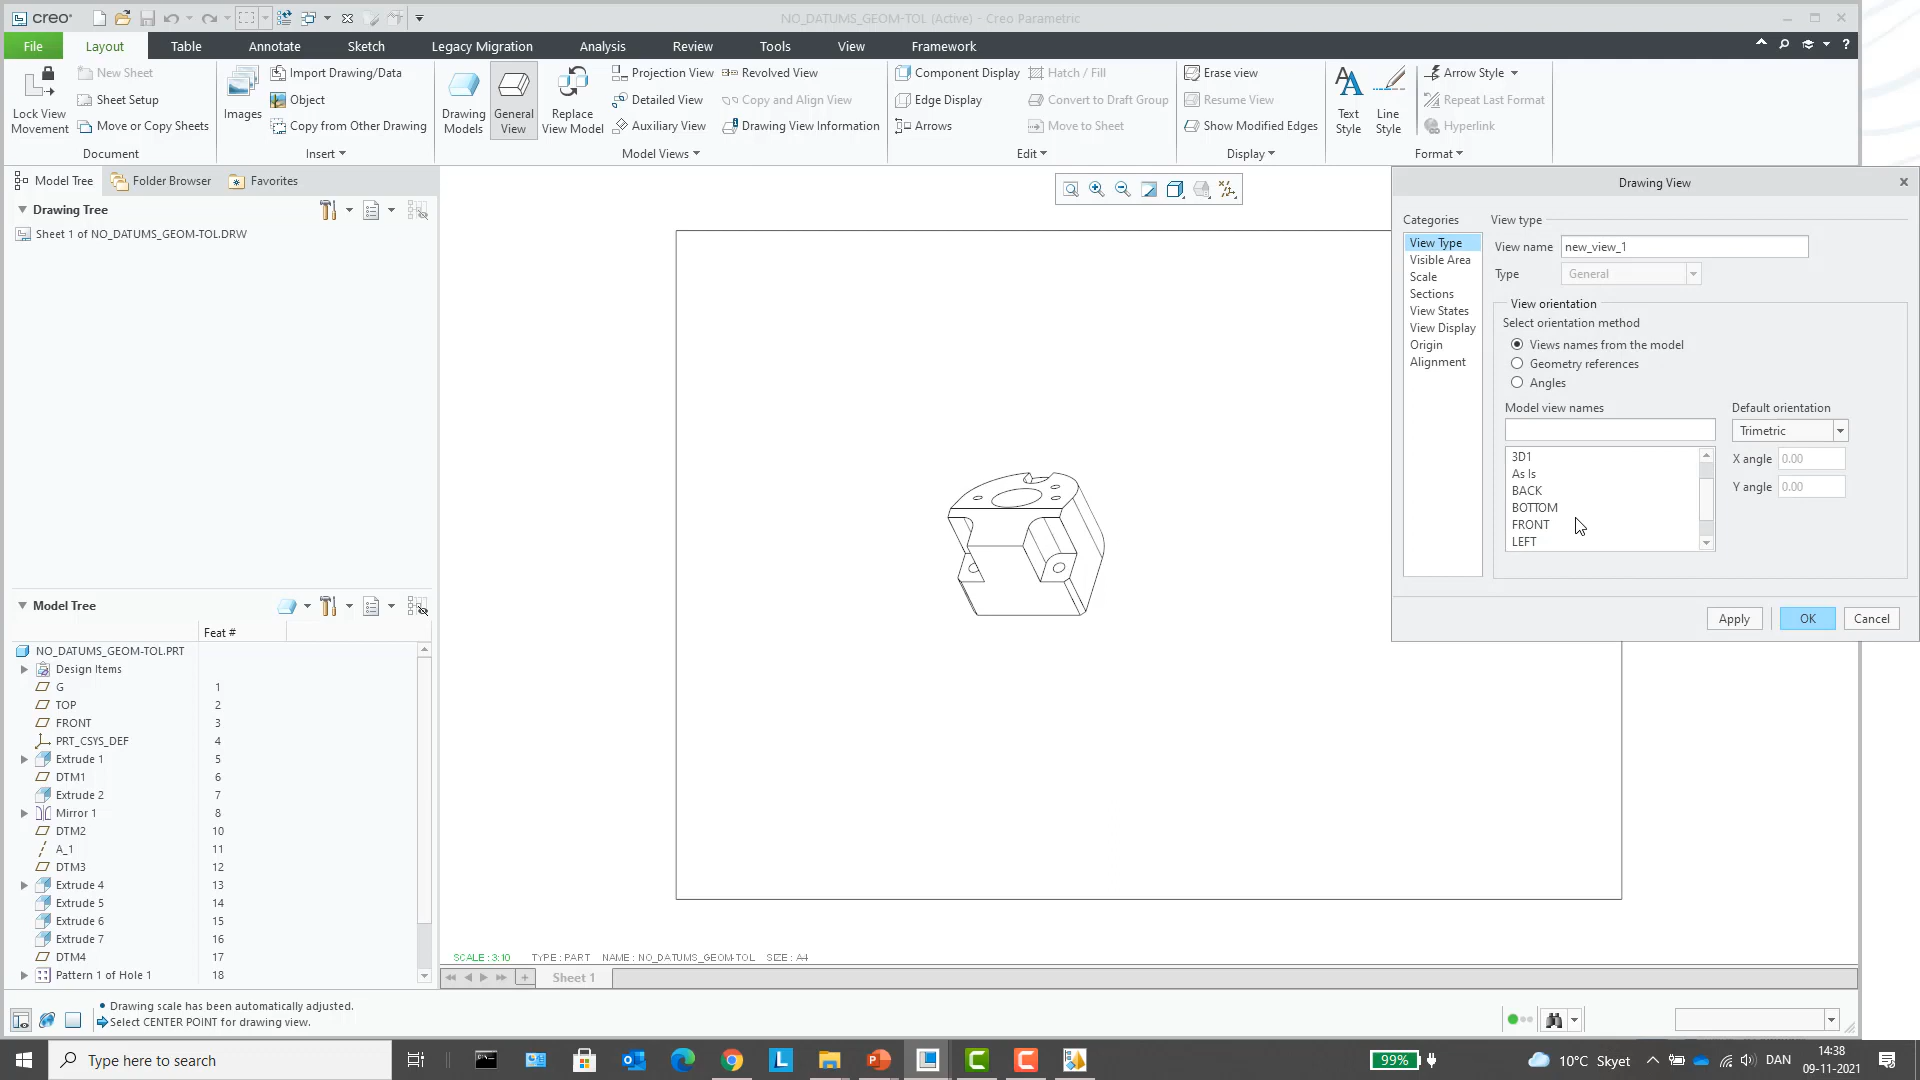 creo®
NO_DATUMS_GEOM-TOL (Active) - Creo Parametric
File
Layout
Table
Annotate
Sketch
Legacy Migration
Analysis
Review
Tools
View
Framework
Lock View Movement
New Sheet
Sheet Setup
Move or Copy Sheets
Document
Images
Import Drawing/Data
Object
Copy from Other Drawing
Insert
Drawing Models
General View
Replace View Model
Projection View
Detailed View
Auxiliary View
Revolved View
Copy and Align View
Drawing View Information
Model Views
Component Display
Edge Display
Arrows
Hatch / Fill
Convert to Draft Group
Move to Sheet
Edit
Erase view
Resume View
Show Modified Edges
Display
Text Style
Line Style
Arrow Style
Repeat Last Format
Hyperlink
Format
Model Tree
Folder Browser
Favorites
Drawing Tree
Sheet 1 of NO_DATUMS_GEOM-TOL.DRW
Model Tree
Feat #
NO_DATUMS_GEOM-TOL.PRT
Design Items
G 1
TOP 2
FRONT 3
PRT_CSYS_DEF 4
Extrude 1 5
DTM1 6
Extrude 2 7
Mirror 1 8
DTM2 10
A_1 11
DTM3 12
Extrude 4 13
Extrude 5 14
Extrude 6 15
Extrude 7 16
DTM4 17
Pattern 1 of Hole 1 18
SCALE : 3:10 TYPE : PART NAME : NO_DATUMS_GEOM-TOL SIZE : A4
Sheet 1
Drawing View
Categories
View Type
Visible Area
Scale
Sections
View States
View Display
Origin
Alignment
View type
View name new_view_1
Type General
View orientation
Select orientation method
Views names from the model
Geometry references
Angles
Model view names
3D1
As Is
BACK
BOTTOM
FRONT
LEFT
Default orientation
Trimetric
X angle 0.00
Y angle 0.00
Apply
OK
Cancel
• Drawing scale has been automatically adjusted.
Select CENTER POINT for drawing view.
Type here to search
99%
10°C Skyet
DAN
14:38
09-11-2021